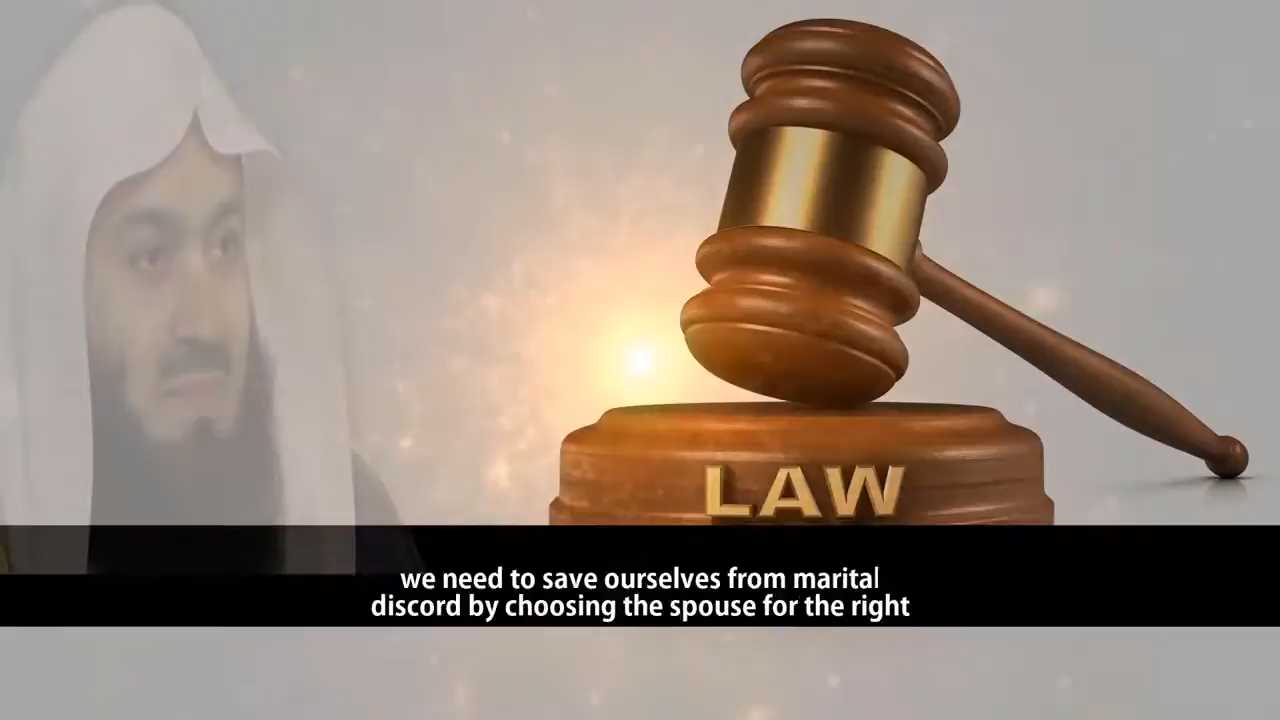 LAW
we need to save ourselves from marital
discord by choosing the spouse for the right